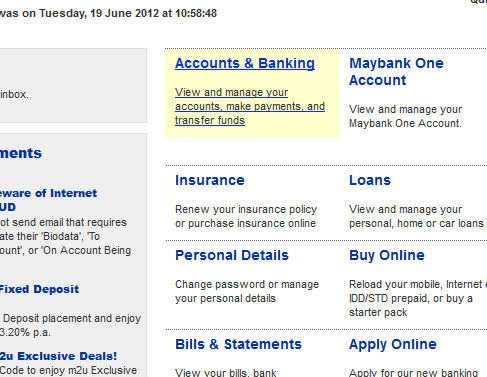 was on Tuesday, 19 June 2012 at 10:58:48
inbox.
Accounts & Banking
View and manage your
accounts, make payments, and
transfer funds
Maybank One
Account
View and manage your
Maybank One Account.
ments
eware of Internet
UD
ot send email that requires
ate their 'Biodata', 'To
ount', or 'On Account Being
Fixed Deposit
Deposit placement and enjoy
3.20% p.a.
m2u Exclusive Deals!
Code to enjoy m2u Exclusive
Insurance
Renew your insurance policy
or purchase insurance online
Loans
View and manage your
personal, home or car loans
Personal Details
Change password or manage
your personal details
Buy Online
Reload your mobile, Internet
IDD/STD prepaid, or buy a
starter pack
Bills & Statements
View your bills, bank
Apply Online
Apply for our new banking